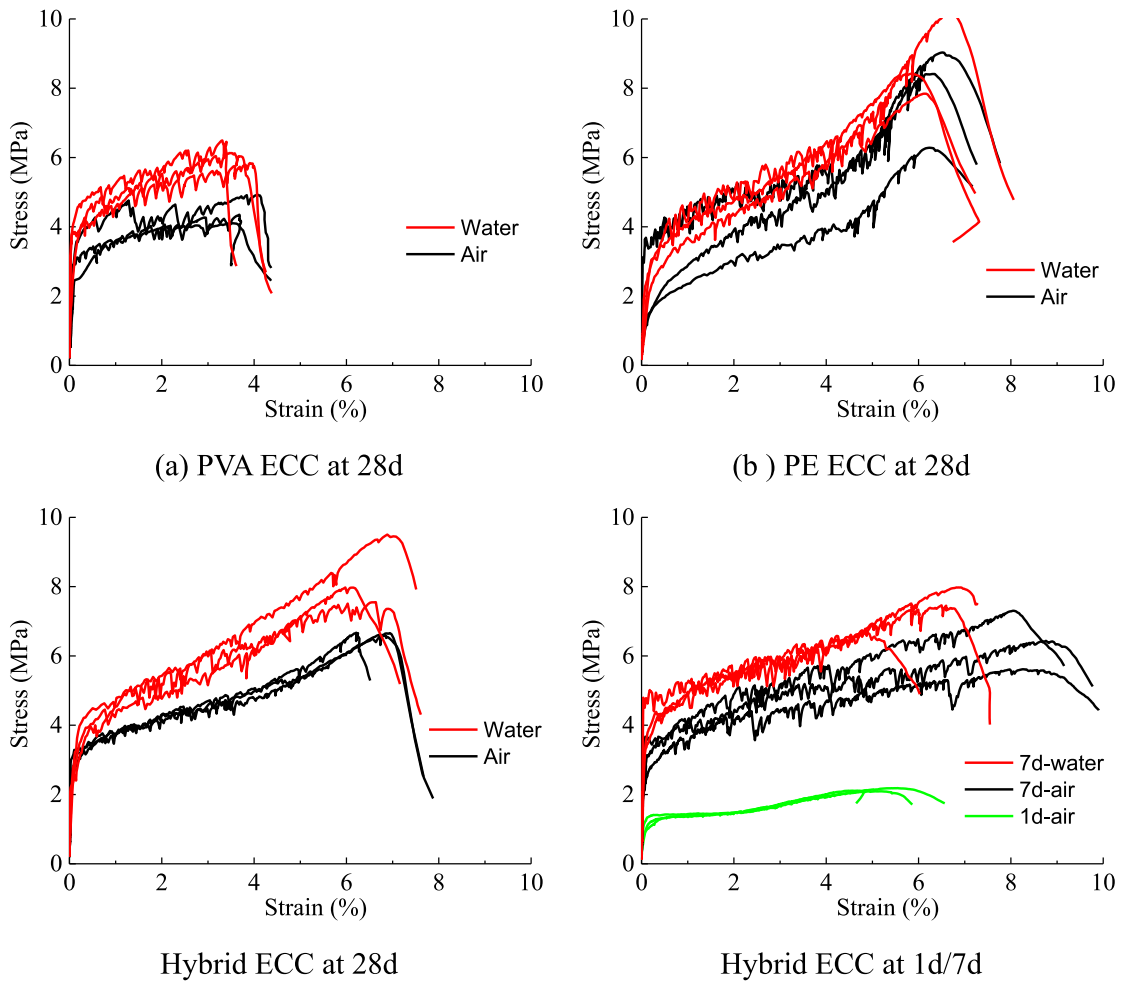 10
8
6
4
2
0
Stress (MPa)
Water
Air
0 2 4 6 8 10
Strain (%)
(a) PVA ECC at 28d
10
8
6
4
2
0
Stress (MPa)
Water
Air
0 2 4 6 8 10
Strain (%)
(b ) PE ECC at 28d
10
8
6
4
2
0
Stress (MPa)
Water
Air
0 2 4 6 8 10
Strain (%)
Hybrid ECC at 28d
10
8
6
4
2
0
Stress (MPa)
7d-water
7d-air
1d-air
0 2 4 6 8 10
Strain (%)
Hybrid ECC at 1d/7d